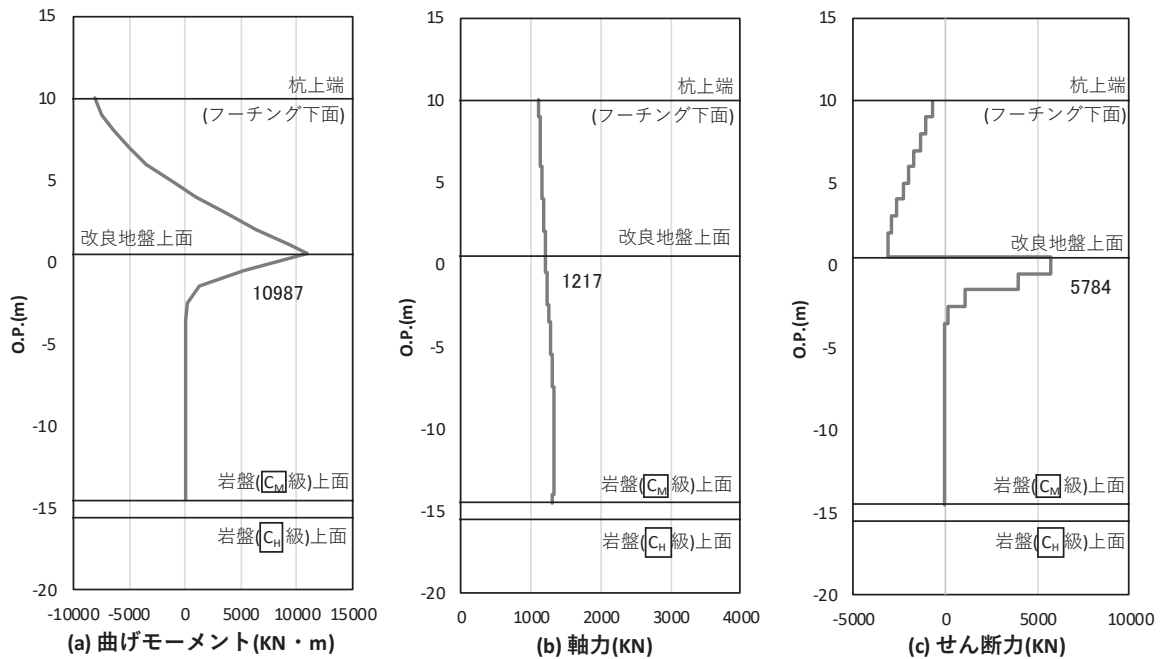 15
10
5
0
-5
-10
-15
-20
O.P.(m)
杭上端
(フーチング下面)
改良地盤上面
10987
岩盤(CM級)上面
岩盤(CH級)上面
-10000 -5000 0 5000 10000 15000
(a) 曲げモーメント(KN・m)
15
10
5
0
-5
-10
-15
-20
O.P.(m)
杭上端
(フーチング下面)
改良地盤上面
1217
岩盤(CM級)上面
岩盤(CH級)上面
0 1000 2000 3000 4000
(b) 軸力(KN)
15
10
5
0
-5
-10
-15
-20
O.P.(m)
杭上端
(フーチング下面)
改良地盤上面
5784
岩盤(CM級)上面
岩盤(CH級)上面
-5000 0 5000 10000
(c) せん断力(KN)